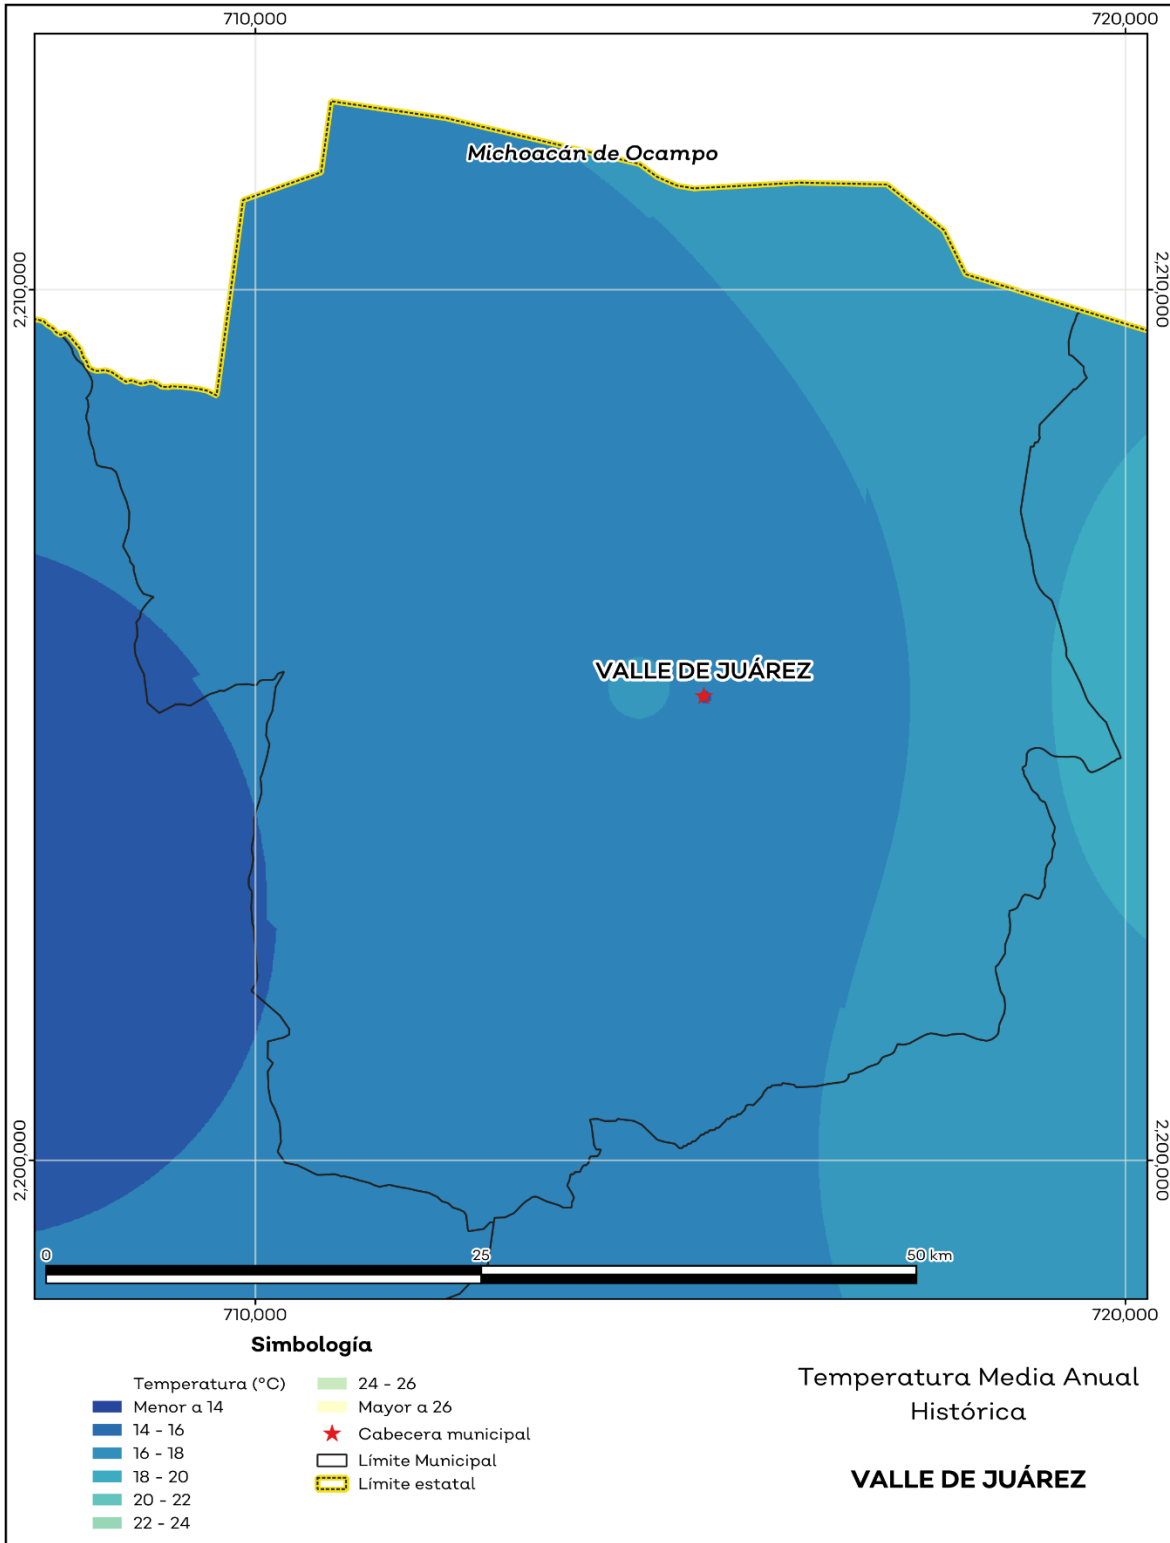 710,000
720,000
Michoacán de Ocampo
2,210,000
2,210,000
VALLE DE JUÁREZ
2,200,000
2,200,000
0
25
50 km
710,000
720,000
Simbología
Temperatura (°C)
Menor a 14
14 - 16
16 - 18
18 - 20
20 - 22
22 - 24
24 - 26
Mayor a 26
Cabecera municipal
Límite Municipal
Límite estatal
Temperatura Media Anual
Histórica
VALLE DE JUÁREZ